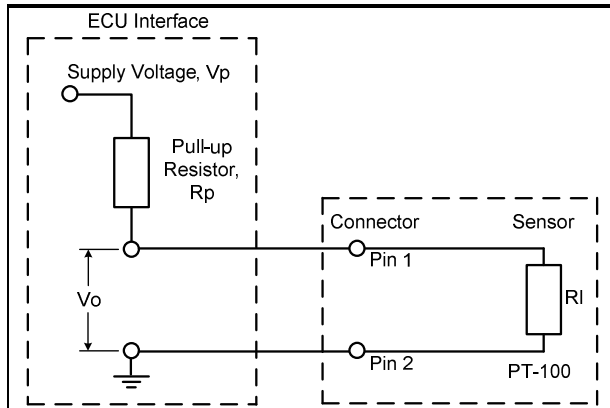 ECU Interface
Supply Voltage, Vp
Pull-up
Resistor,
Rp
Connector
Sensor
Pin 1
Vo
Rl
Pin 2
PT-100